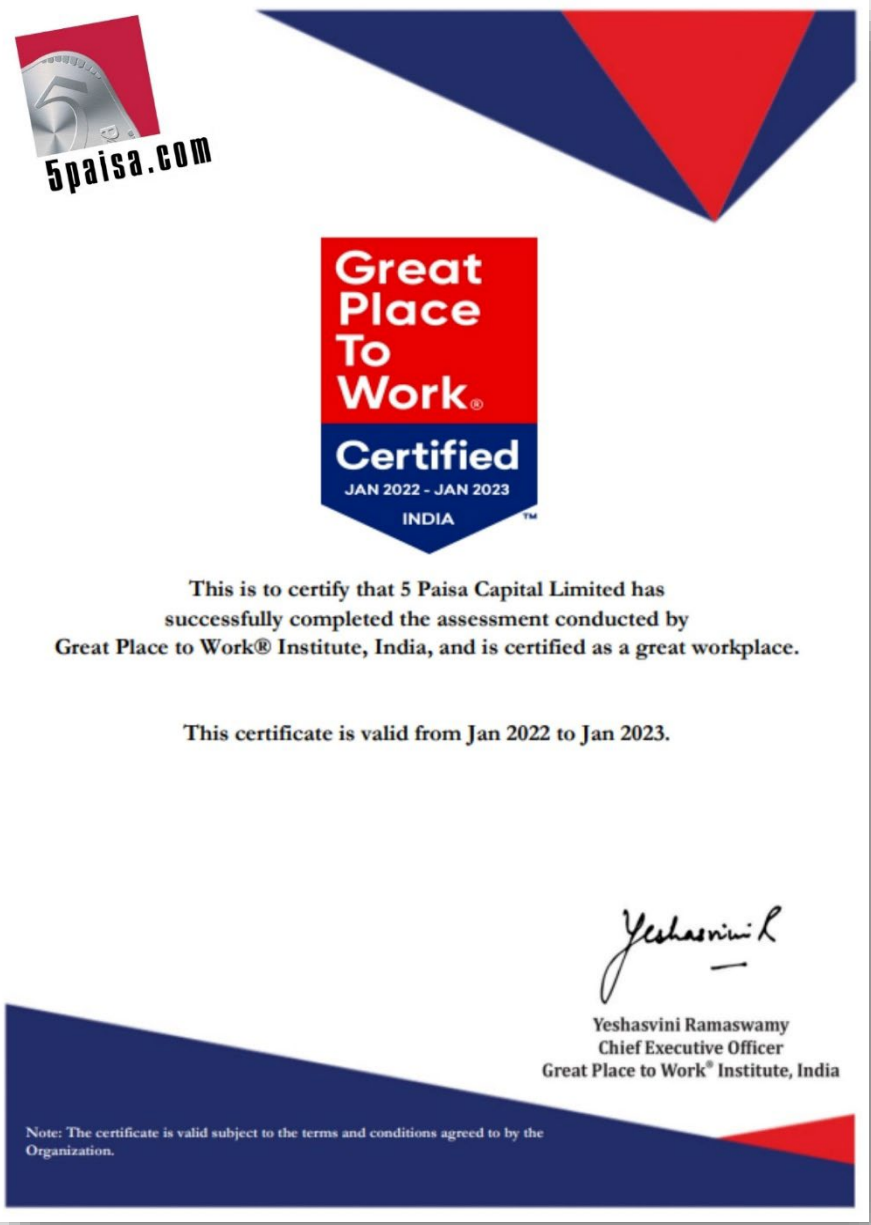 5paisa.com
Great
Place
To
Work®
Certified
JAN 2022 - JAN 2023
INDIA ™
This is to certify that 5 Paisa Capital Limited has
successfully completed the assessment conducted by
Great Place to Work® Institute, India, and is certified as a great workplace.
This certificate is valid from Jan 2022 to Jan 2023.
Yeshasvini R
Yeshasvini Ramaswamy
Chief Executive Officer
Great Place to Work® Institute, India
Note: The certificate is valid subject to the terms and conditions agreed to by the
Organization.